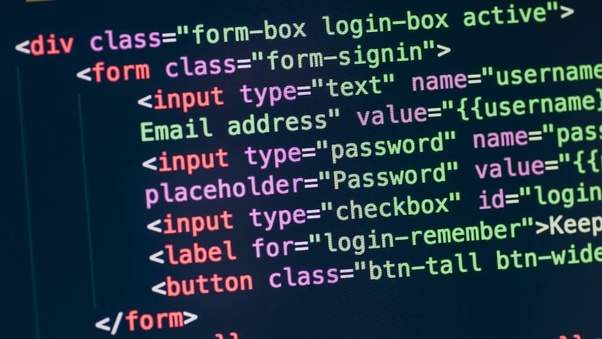 <div class="form-box login-box active">
<form class="form-signin">
<input type="text" name="username
Email address" value="{{username}
<input type="password" name="pas
placeholder="Password" value="{{
<input type="checkbox" id="login
<label for="login-remember">Keep
<button class="btn-tall btn-wide
</form>